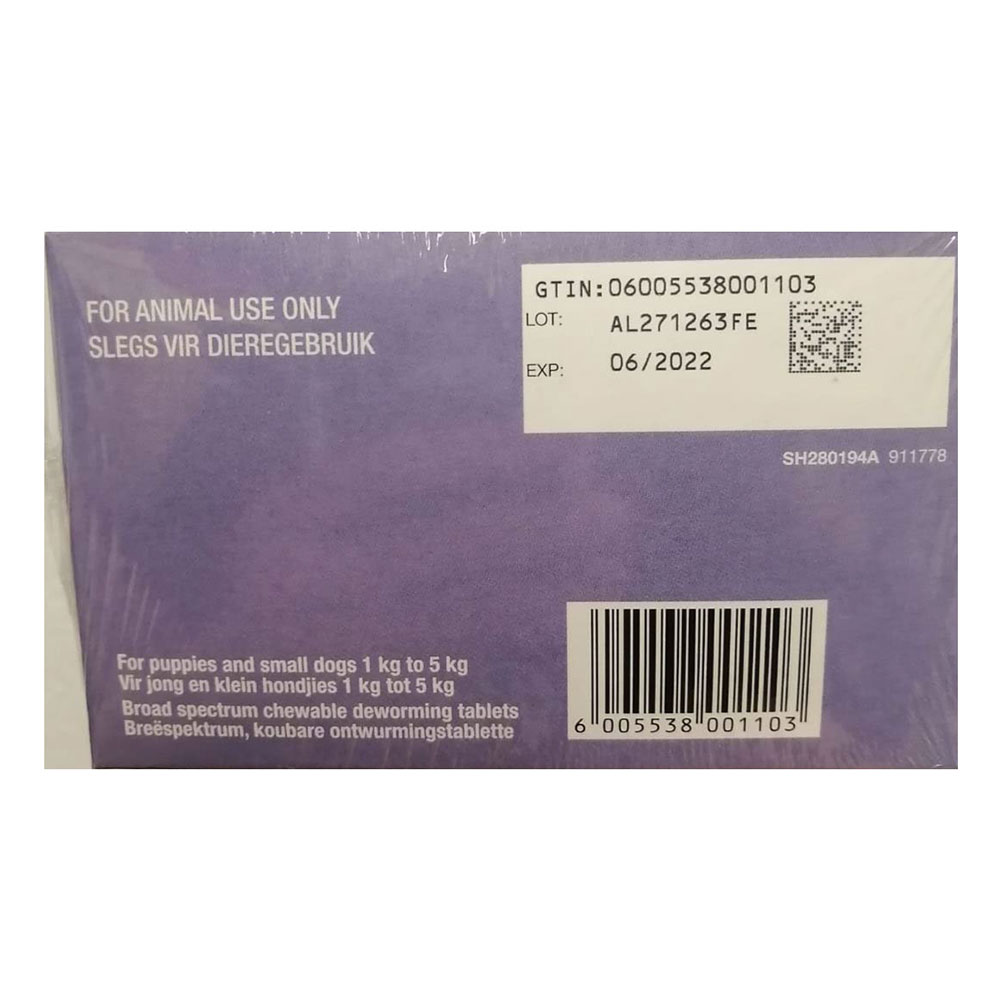 FOR ANIMAL USE ONLY
SLEGS VIR DIEREGEBRUIK
GTIN:06005538001103
LOT: AL271263FE
EXP: 06/2022
SH280194A 911778
For puppies and small dogs 1 kg to 5 kg
Vir jong en klein hondjies 1 kg tot 5 kg
Broad spectrum chewable deworming tablets
Breëspektrum, koubare ontwurmingstablette
6 005538 001103